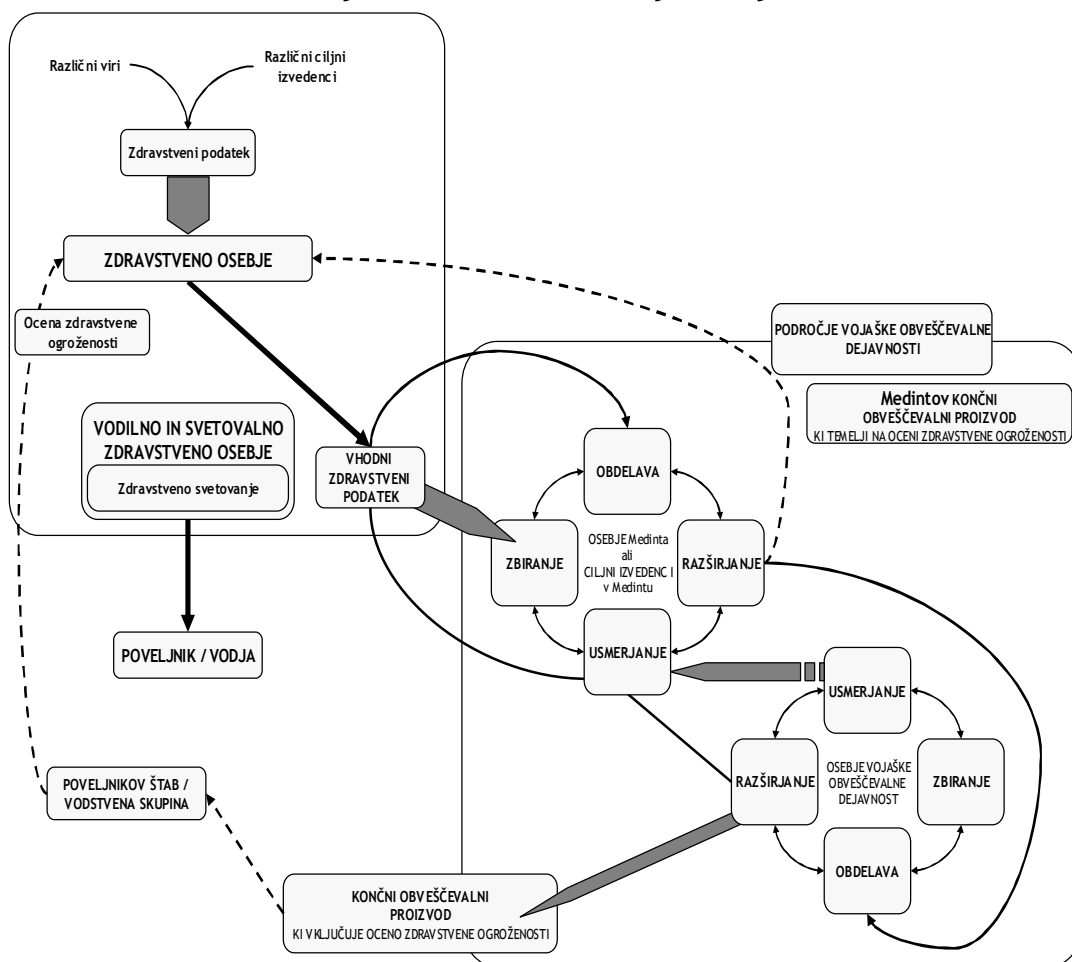 Različni viri
Različni ciljni
izvedenci
Zdravstveni podatek
ZDRAVSTVENO OSEBJE
Ocena zdravstvene
ogroženosti
PODROČJE VOJAŠKE OBVEŠČEVALNE
DEJAVNOSTI
Medintov KONČNI
OBVEŠČEVALNI PROIZVOD
KI TEMELJI NA OCENI ZDRAVSTVENE OGROŽENOSTI
VODILNO IN SVETOVALNO
ZDRAVSTVENO OSEBJE
Zdravstveno svetovanje
VHODNI
ZDRAVSTVENI
PODATEK
OBDELAVA
ZBIRANJE
OSEBJE Medinta
ali
CILJNI IZVEDENCI
v Medintu
RAZŠIRJANJE
USMERJANJE
POVELJNIK / VODJA
USMERJANJE
RAZŠIRJANJE
OSEBJE VOJAŠKE
OBVEŠČEVALNE
DEJAVNOST
ZBIRANJE
OBDELAVA
POVELJNIKOV ŠTAB /
VODSTVENA SKUPINA
KONČNI OBVEŠČEVALNI
PROIZVOD
KI VKLJUČUJE OCENO ZDRAVSTVENE OGROŽENOSTI